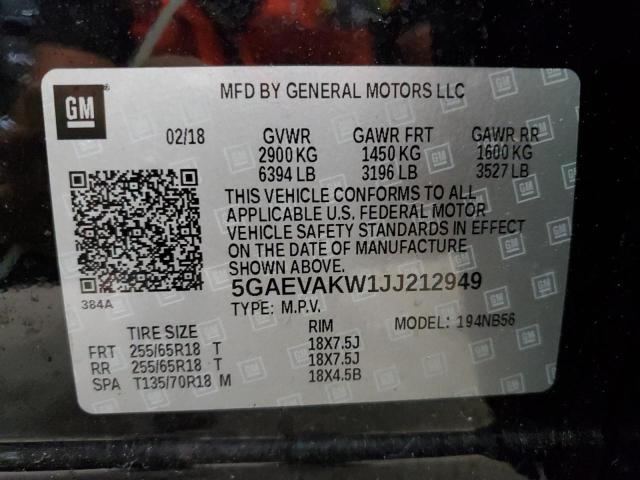 GM
MFD BY GENERAL MOTORS LLC
02/18 GVWR GAWR FRT GAWR RR
2900 KG 1450 KG 1600 KG
6394 LB 3196 LB 3527 LB
THIS VEHICLE CONFORMS TO ALL
APPLICABLE U.S. FEDERAL MOTOR
VEHICLE SAFETY STANDARDS IN EFFECT
ON THE DATE OF MANUFACTURE
SHOWN ABOVE.
384A
5GAEVAKW1JJ212949
TYPE: M.P.V. MODEL: 194NB56
TIRE SIZE RIM
FRT 255/65R18 T 18X7.5J
RR 255/65R18 T 18X7.5J
SPA T135/70R18 M 18X4.5B